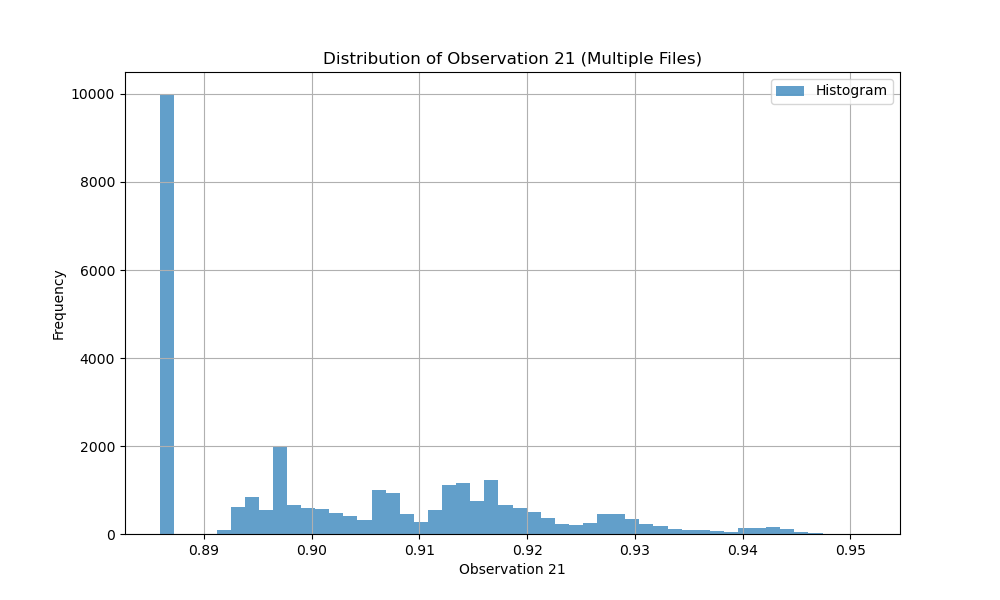 Distribution of Observation 21 (Multiple Files)
Histogram
10000
8000
6000
4000
2000
0
Frequency
0.89 0.90 0.91 0.92 0.93 0.94 0.95
Observation 21